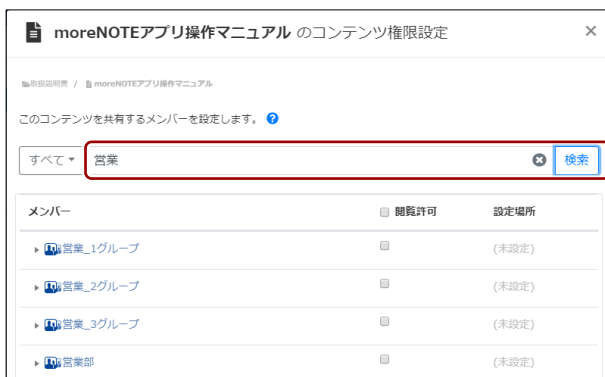 moreNOTEアプリ操作マニュアル のコンテンツ権限設定 ×
取扱説明書 / moreNOTEアプリ操作マニュアル
このコンテンツを共有するメンバーを設定します。 ?
すべて 営業 検索
メンバー 閲覧許可 設定場所
営業_1グループ (未設定)
営業_2グループ (未設定)
営業_3グループ (未設定)
営業部 (未設定)